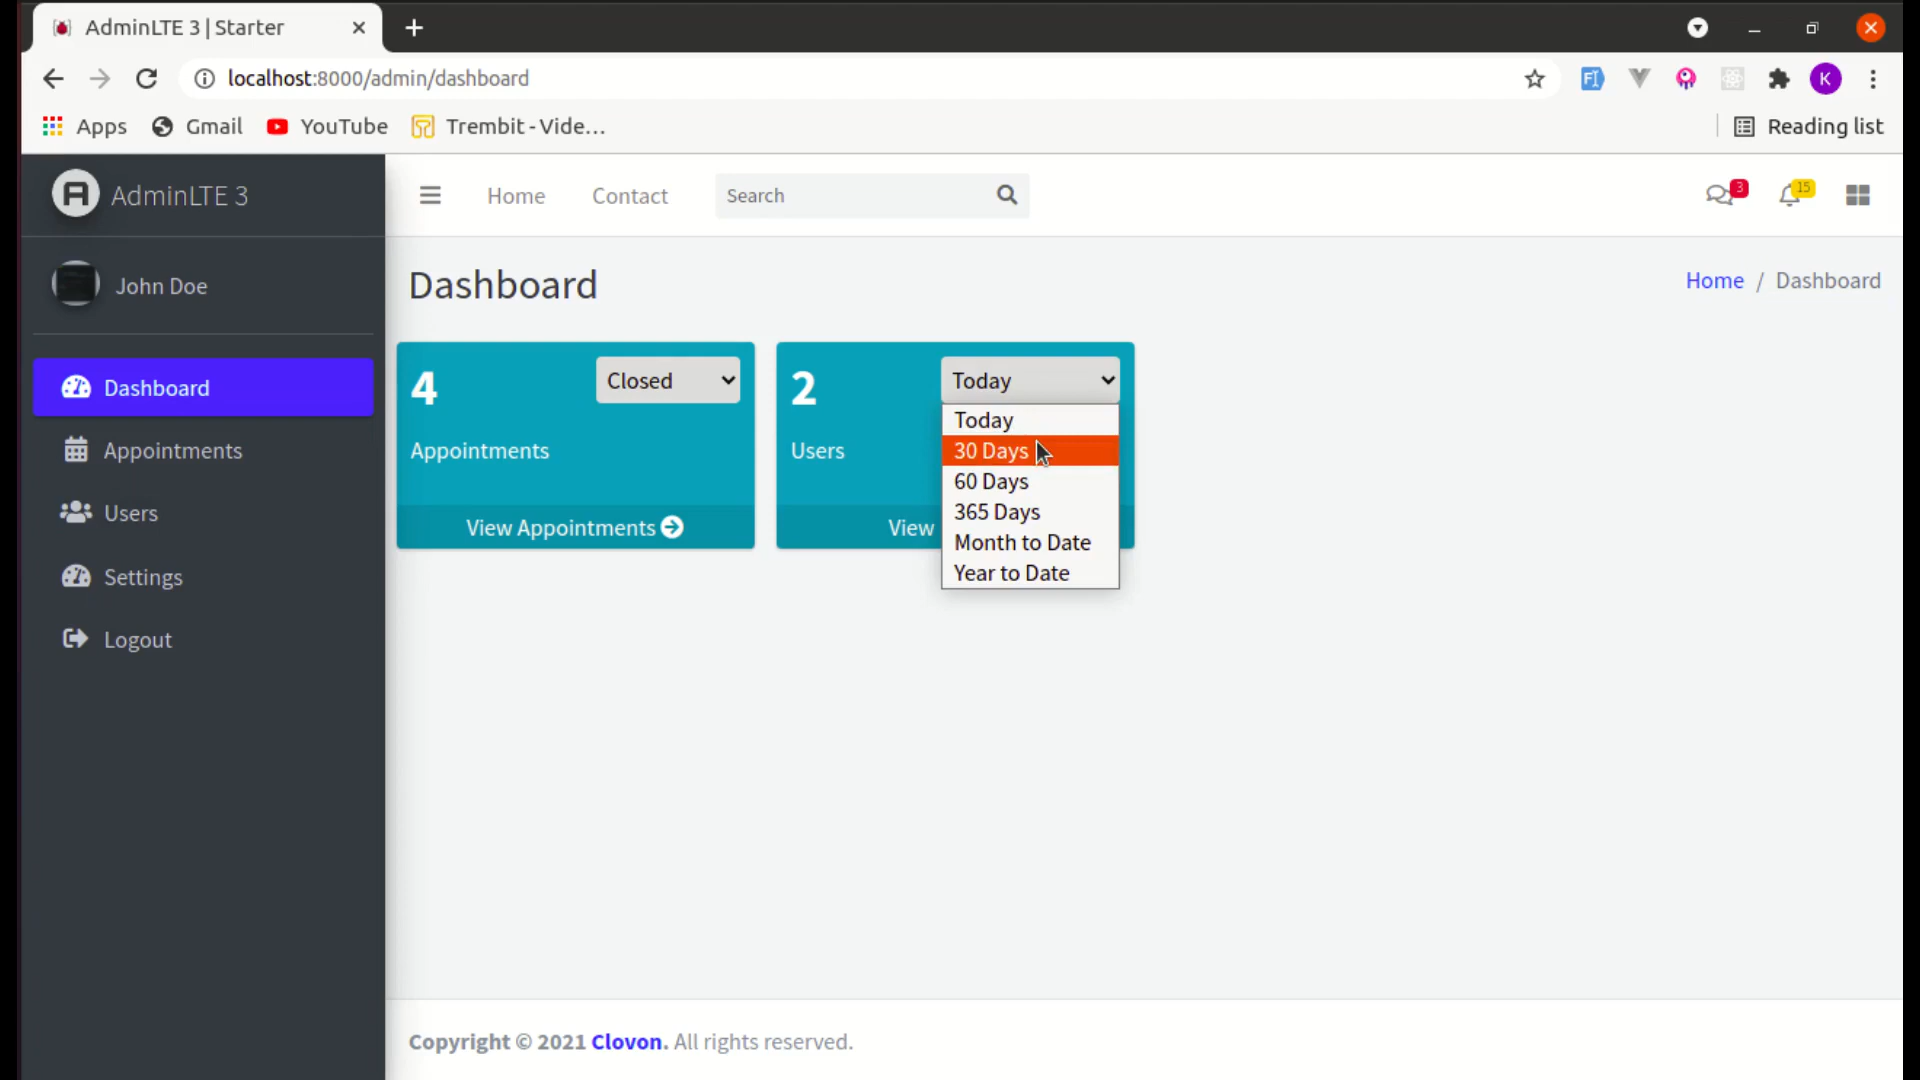 AdminLTE 3 | Starter
localhost:8000/admin/dashboard
K
Apps
Gmail
YouTube
Trembit - Vide...
Reading list
AdminLTE 3
Home
Contact
Search
3
15
John Doe
Dashboard
Home / Dashboard
Dashboard
Appointments
Users
Settings
Logout
4
Closed
Appointments
View Appointments
2
Today
Users
View
Today
30 Days
60 Days
365 Days
Month to Date
Year to Date
Copyright © 2021 Clovon. All rights reserved.